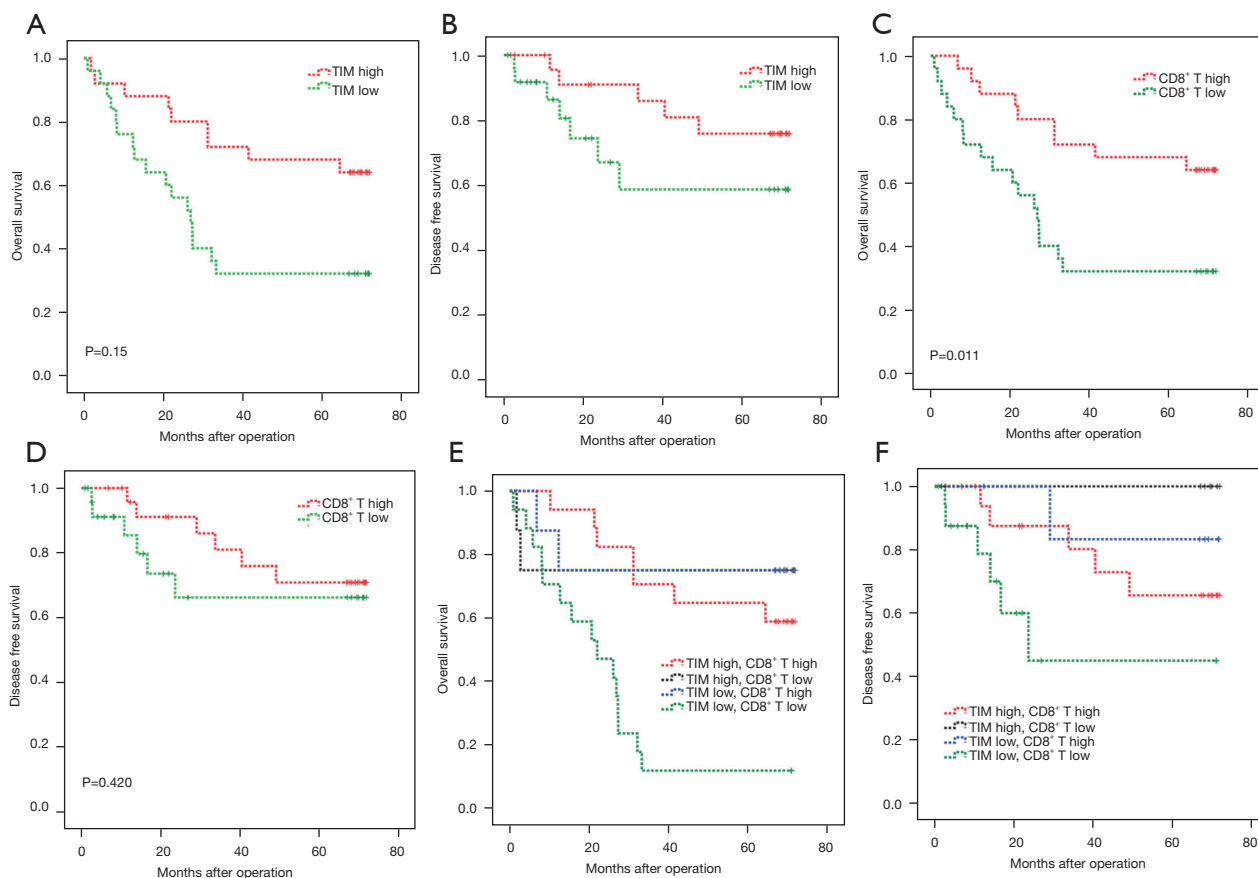 A
TIM high
TIM low
1.0
0.8
0.6
0.4
0.2
0.0
Overall survival
P=0.15
0 20 40 60 80
Months after operation
B
TIM high
TIM low
1.0
0.8
0.6
0.4
0.2
0.0
Disease free survival
0 20 40 60 80
Months after operation
C
CD8⁺ T high
CD8⁺ T low
1.0
0.8
0.6
0.4
0.2
0.0
Overall survival
P=0.011
0 20 40 60 80
Months after operation
D
CD8⁺ T high
CD8⁺ T low
1.0
0.8
0.6
0.4
0.2
0.0
Disease free survival
P=0.420
0 20 40 60 80
Months after operation
E
1.0
0.8
0.6
0.4
0.2
0.0
Overall survival
TIM high, CD8⁺ T high
TIM high, CD8⁺ T low
TIM low, CD8⁺ T high
TIM low, CD8⁺ T low
0 20 40 60 80
Months after operation
F
1.0
0.8
0.6
0.4
0.2
0.0
Disease free survival
TIM high, CD8⁺ T high
TIM high, CD8⁺ T low
TIM low, CD8⁺ T high
TIM low, CD8⁺ T low
0 20 40 60 80
Months after operation